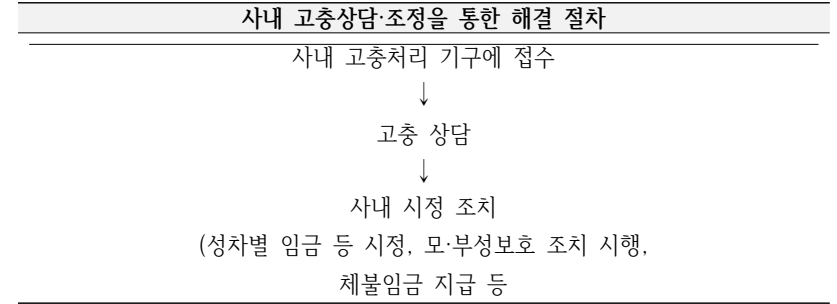 사내 고충상담·조정을 통한 해결 절차
사내 고충처리 기구에 접수
↓
고충 상담
↓
사내 시정 조치
(성차별 임금 등 시정, 모·부성보호 조치 시행,
체불임금 지급 등